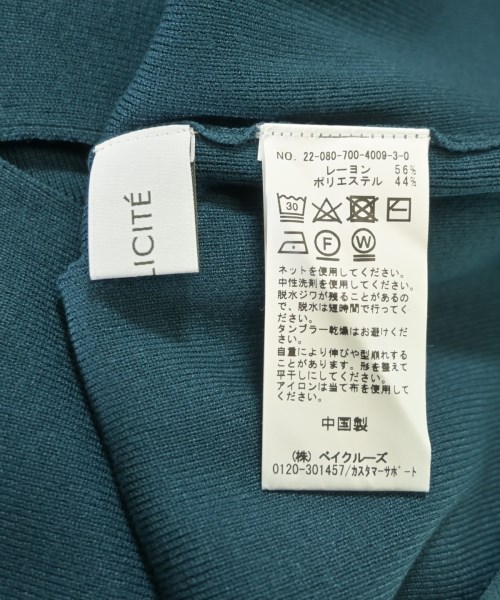 LICITÉ
NO. 22-080-700-4009-3-0
レーヨン 56%
ポリエステル 44%
30
F W
ネットを使用してください。
中性洗剤を使用してください。
脱水ジワが残ることがあるの
で、脱水は短時間で行ってく
ださい。
タンブラー乾燥はお避けくだ
さい。
自重により伸びや型崩れする
ことがあります。形を整えて
平干しにしてください。
アイロンは当て布を使用して
ください。
中国製
(株) ベイクルーズ
0120-301457/カスタマーサポート